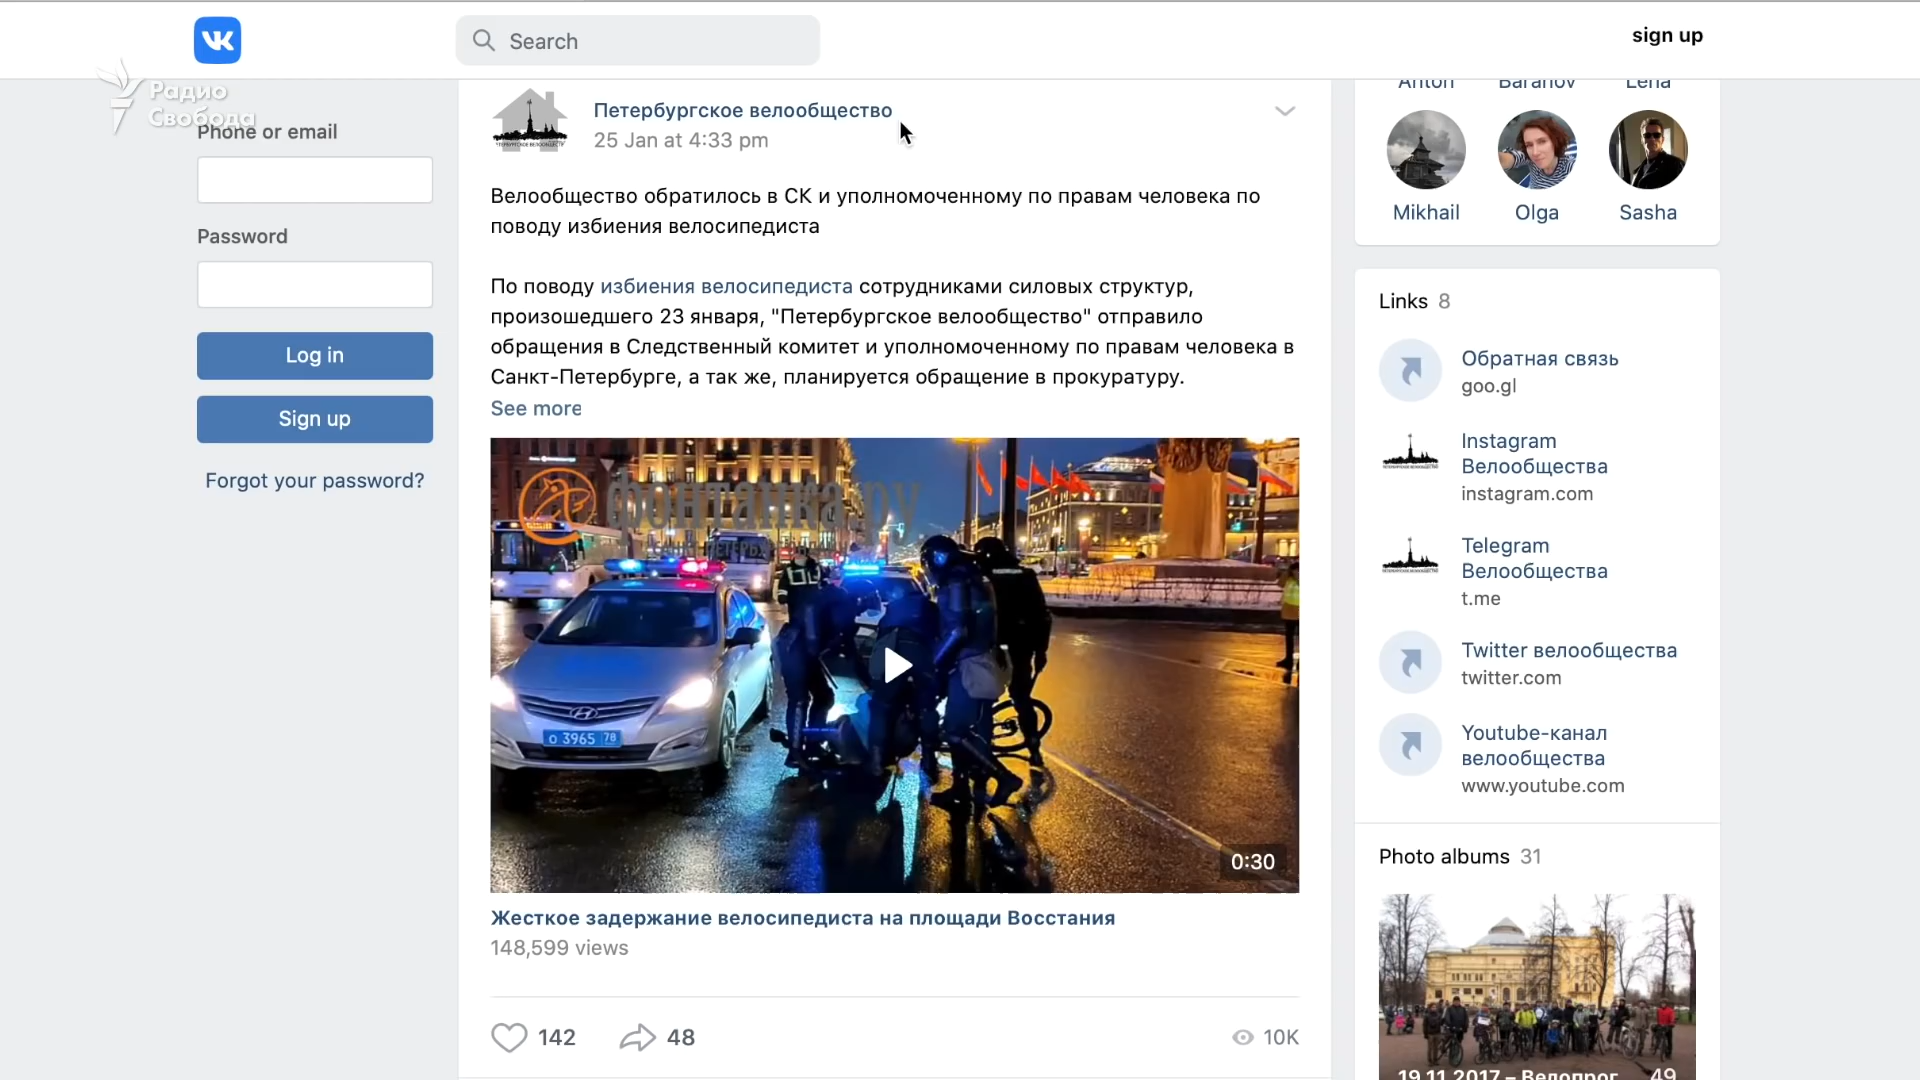 VK
Search
sign up
Радио
Свобода
Phone or email
Password
Log in
Sign up
Forgot your password?
Петербургское велообщество
25 Jan at 4:33 pm
Велообщество обратилось в СК и уполномоченному по правам человека по
поводу избиения велосипедиста
По поводу избиения велосипедиста сотрудниками силовых структур,
произошедшего 23 января, "Петербургское велообщество" отправило
обращения в Следственный комитет и уполномоченному по правам человека в
Санкт-Петербурге, а так же, планируется обращение в прокуратуру.
See more
фонтанка.ру
о 3965 78
0:30
Жесткое задержание велосипедиста на площади Восстания
148,599 views
142
48
10K
Anton Baranov Lena
Mikhail Olga Sasha
Links 8
Обратная связь
goo.gl
Instagram
Велообщества
instagram.com
Telegram
Велообщества
t.me
Twitter велообщества
twitter.com
Youtube-канал
велообщества
www.youtube.com
Photo albums 31
19.11.2017 – Велопрог... 49